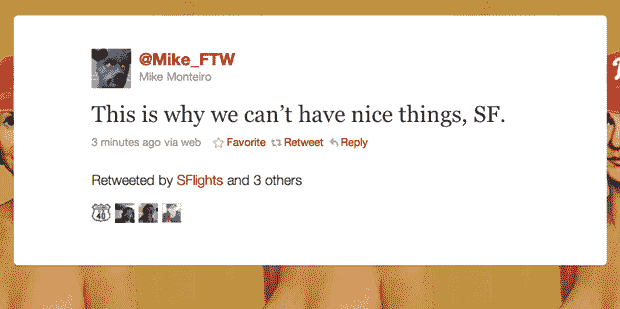 @Mike_FTW
Mike Monteiro
This is why we can't have nice things, SF.
3 minutes ago via web Favorite Retweet Reply
Retweeted by SFlights and 3 others
40